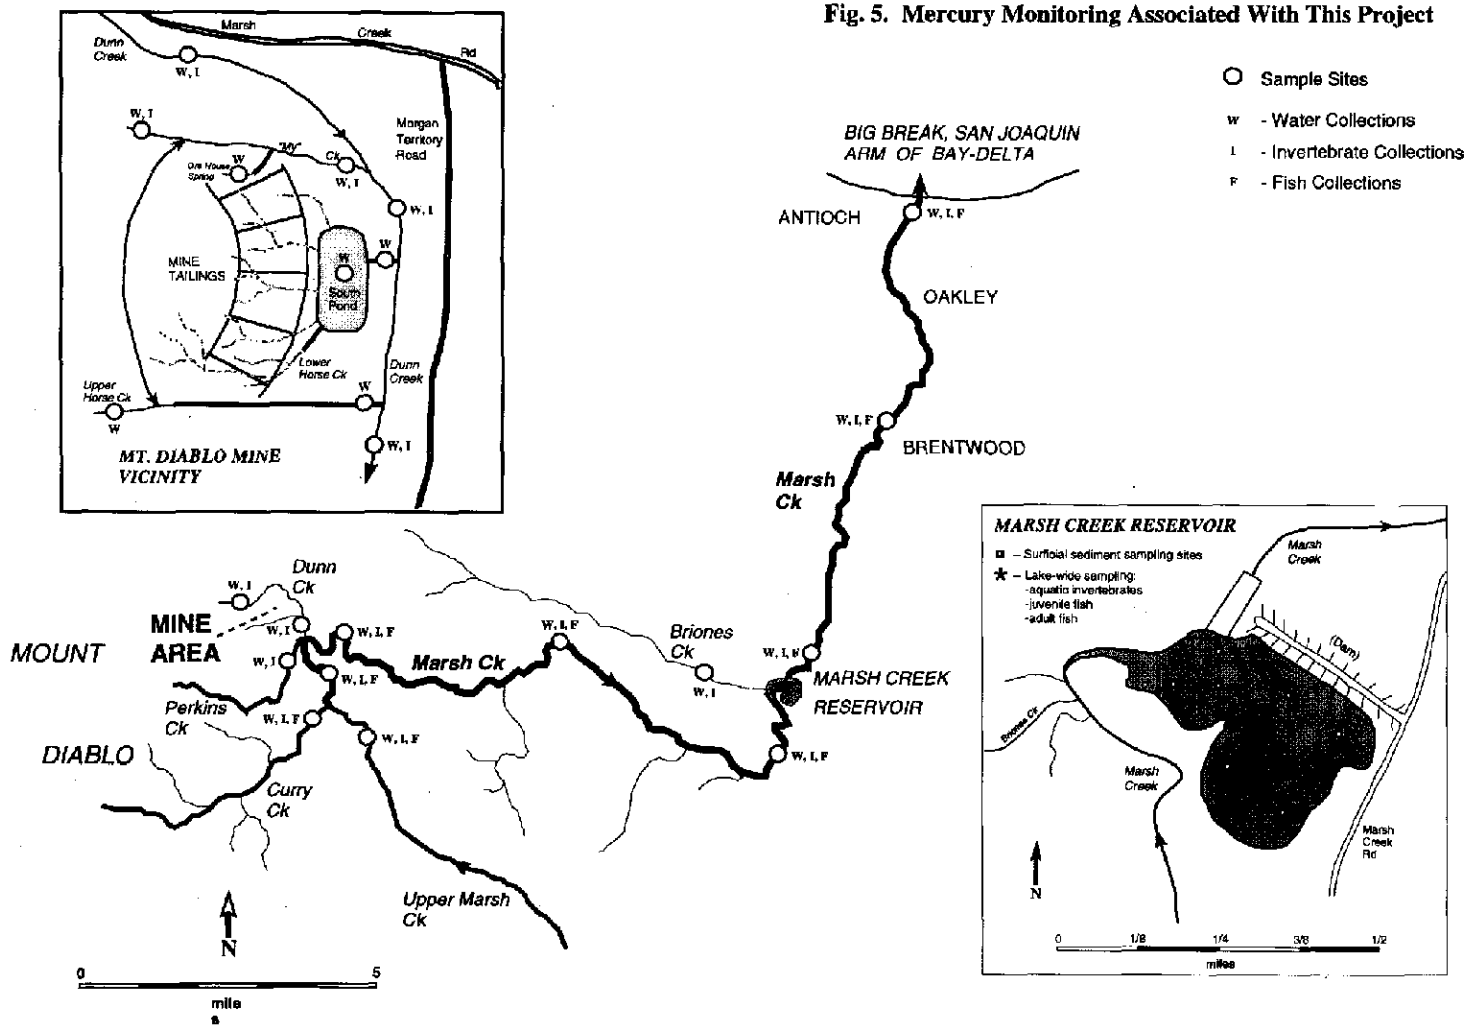 Fig. 5. Mercury Monitoring Associated With This Project
Sample Sites
W - Water Collections
I - Invertebrate Collections
F - Fish Collections
Marsh Creek Rd
Dunn
Creek
W, I
W, I
Morgan
Territory
Road
"My" Ck
Ore House
Spring
W
W, I
W, I
W
MINE
TAILINGS
W
South
Pond
Lower
Horse Ck
Dunn
Creek
Upper
Horse Ck
W
W
W, I
MT. DIABLO MINE
VICINITY
BIG BREAK, SAN JOAQUIN
ARM OF BAY-DELTA
ANTIOCH
W, I, F
OAKLEY
W, I, F
BRENTWOOD
Marsh
Ck
Dunn
Ck
W, I
MINE
AREA
W, I
W, I, F
W, I
MOUNT
Marsh Ck
W, I, F
Briones
Ck
W, I
W, I, F
MARSH CREEK
RESERVOIR
W, I, F
Perkins
Ck
W, I, F
W, I, F
W, I, F
DIABLO
Curry
Ck
Upper Marsh
Ck
N
0 5
mile
s
MARSH CREEK RESERVOIR
– Surficial sediment sampling sites
– Lake-wide sampling:
-aquatic invertebrates
-juvenile fish
-adult fish
Marsh
Creek
(Dam)
Briones Ck
Marsh
Creek
Marsh
Creek
Rd
N
0 1/8 1/4 3/8 1/2
miles